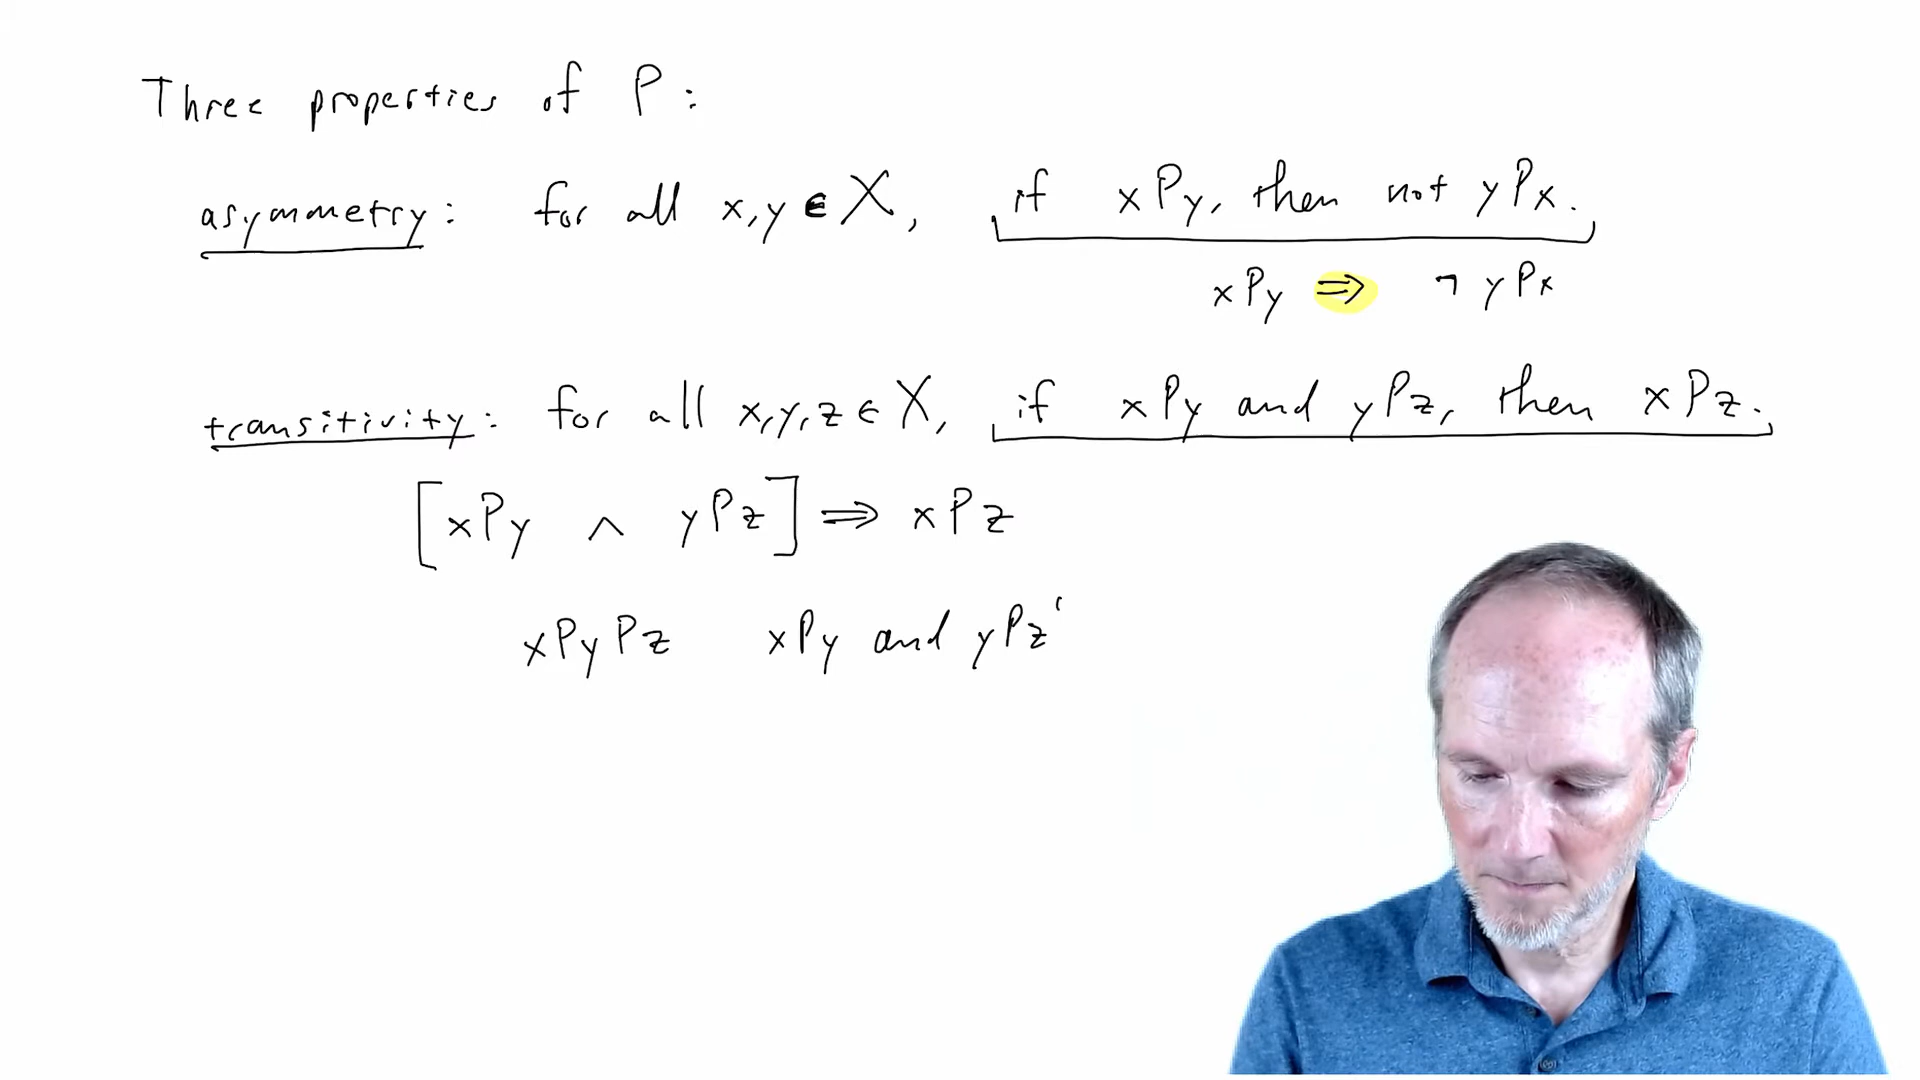 Three properties of P:
asymmetry: for all x,y ∈ X, if xPy, then not yPx.
xPy ⇒ ¬ yPx
transitivity: for all x,y,z ∈ X, if xPy and yPz, then xPz.
[xPy ∧ yPz] ⇒ xPz
xPyPz xPy and yPz'